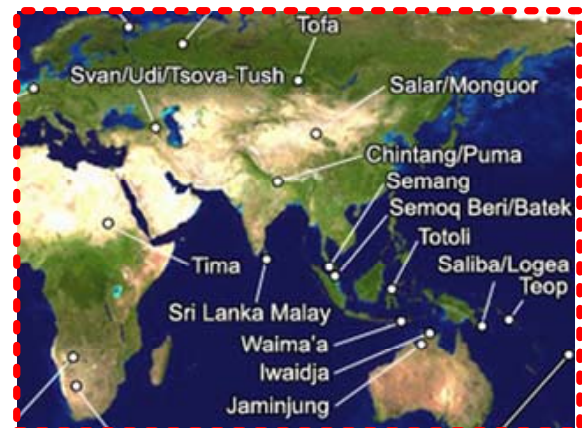 Tofa
Svan/Udi/Tsova-Tush
Salar/Monguor
Chintang/Puma
Semang
Semoq Beri/Batek
Totoli
Tima
Saliba/Logea
Teop
Sri Lanka Malay
Waima'a
Iwaidja
Jaminjung